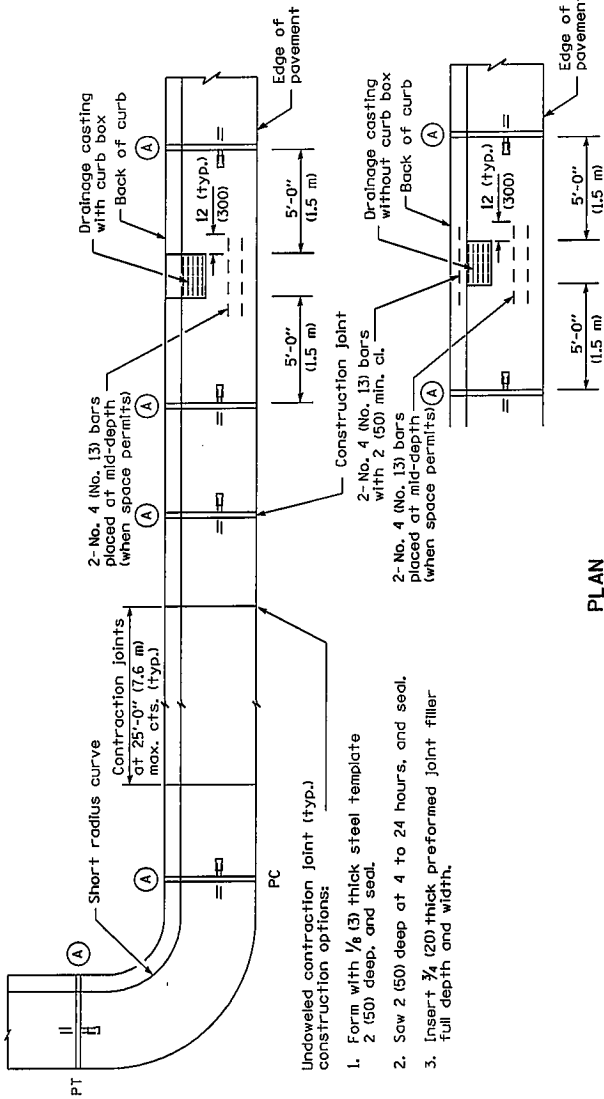 PT
A
Short radius curve
Contraction joints
at 25'-0" (7.6 m)
max. cts. (typ.)
A
PC
Undoweled contraction joint (typ.)
construction options:
1. Form with 1/8 (3) thick steel template
2 (50) deep, and seal.
2. Saw 2 (50) deep at 4 to 24 hours, and seal.
3. Insert 3/4 (20) thick preformed joint filler
full depth and width.
2- No. 4 (No. 13) bars
placed at mid-depth
(when space permits)
A
A
Construction joint
Drainage casting
with curb box
Back of curb
A
12 (typ.)
(300)
5'-0"
(1.5 m)
5'-0"
(1.5 m)
Edge of
pavement
2- No. 4 (No. 13) bars
with 2 (50) min. cl.
2- No. 4 (No. 13) bars
placed at mid-depth
(when space permits)
A
Drainage casting
without curb box
Back of curb
A
12 (typ.)
(300)
5'-0"
(1.5 m)
5'-0"
(1.5 m)
Edge of
pavement
PLAN